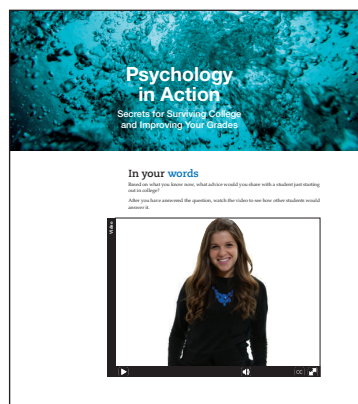 Psychology
in Action
Secrets for Surviving College
and Improving Your Grades
In your words
Based on what you know now, what advice would you share with a student just starting
out in college?
After you have answered the question, watch the video to see how other students would
answer it.
Video
CC